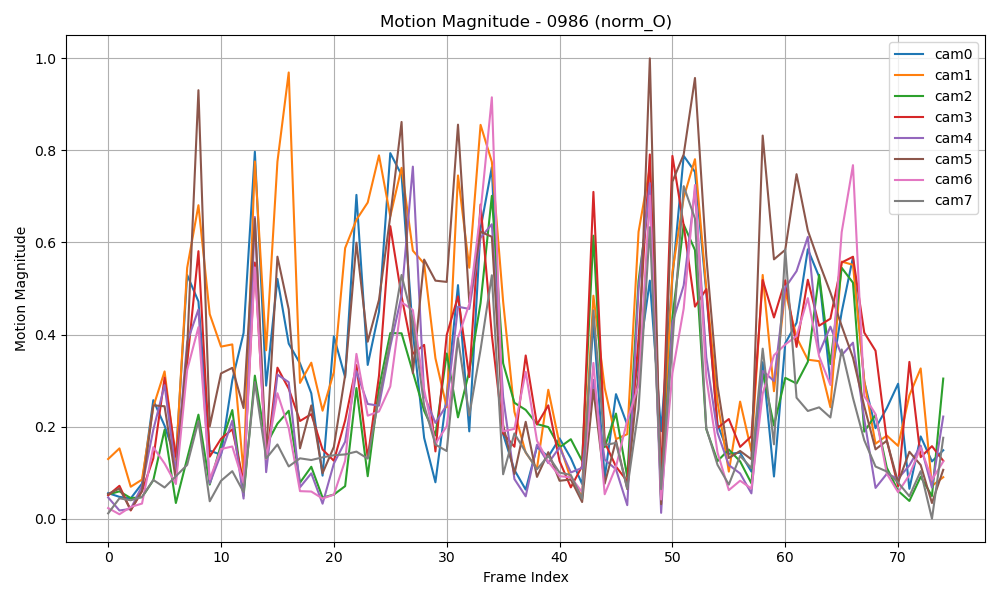 Motion Magnitude - 0986 (norm_O)
Motion Magnitude
1.0
0.8
0.6
0.4
0.2
0.0
0 10 20 30 40 50 60 70
Frame Index
cam0
cam1
cam2
cam3
cam4
cam5
cam6
cam7